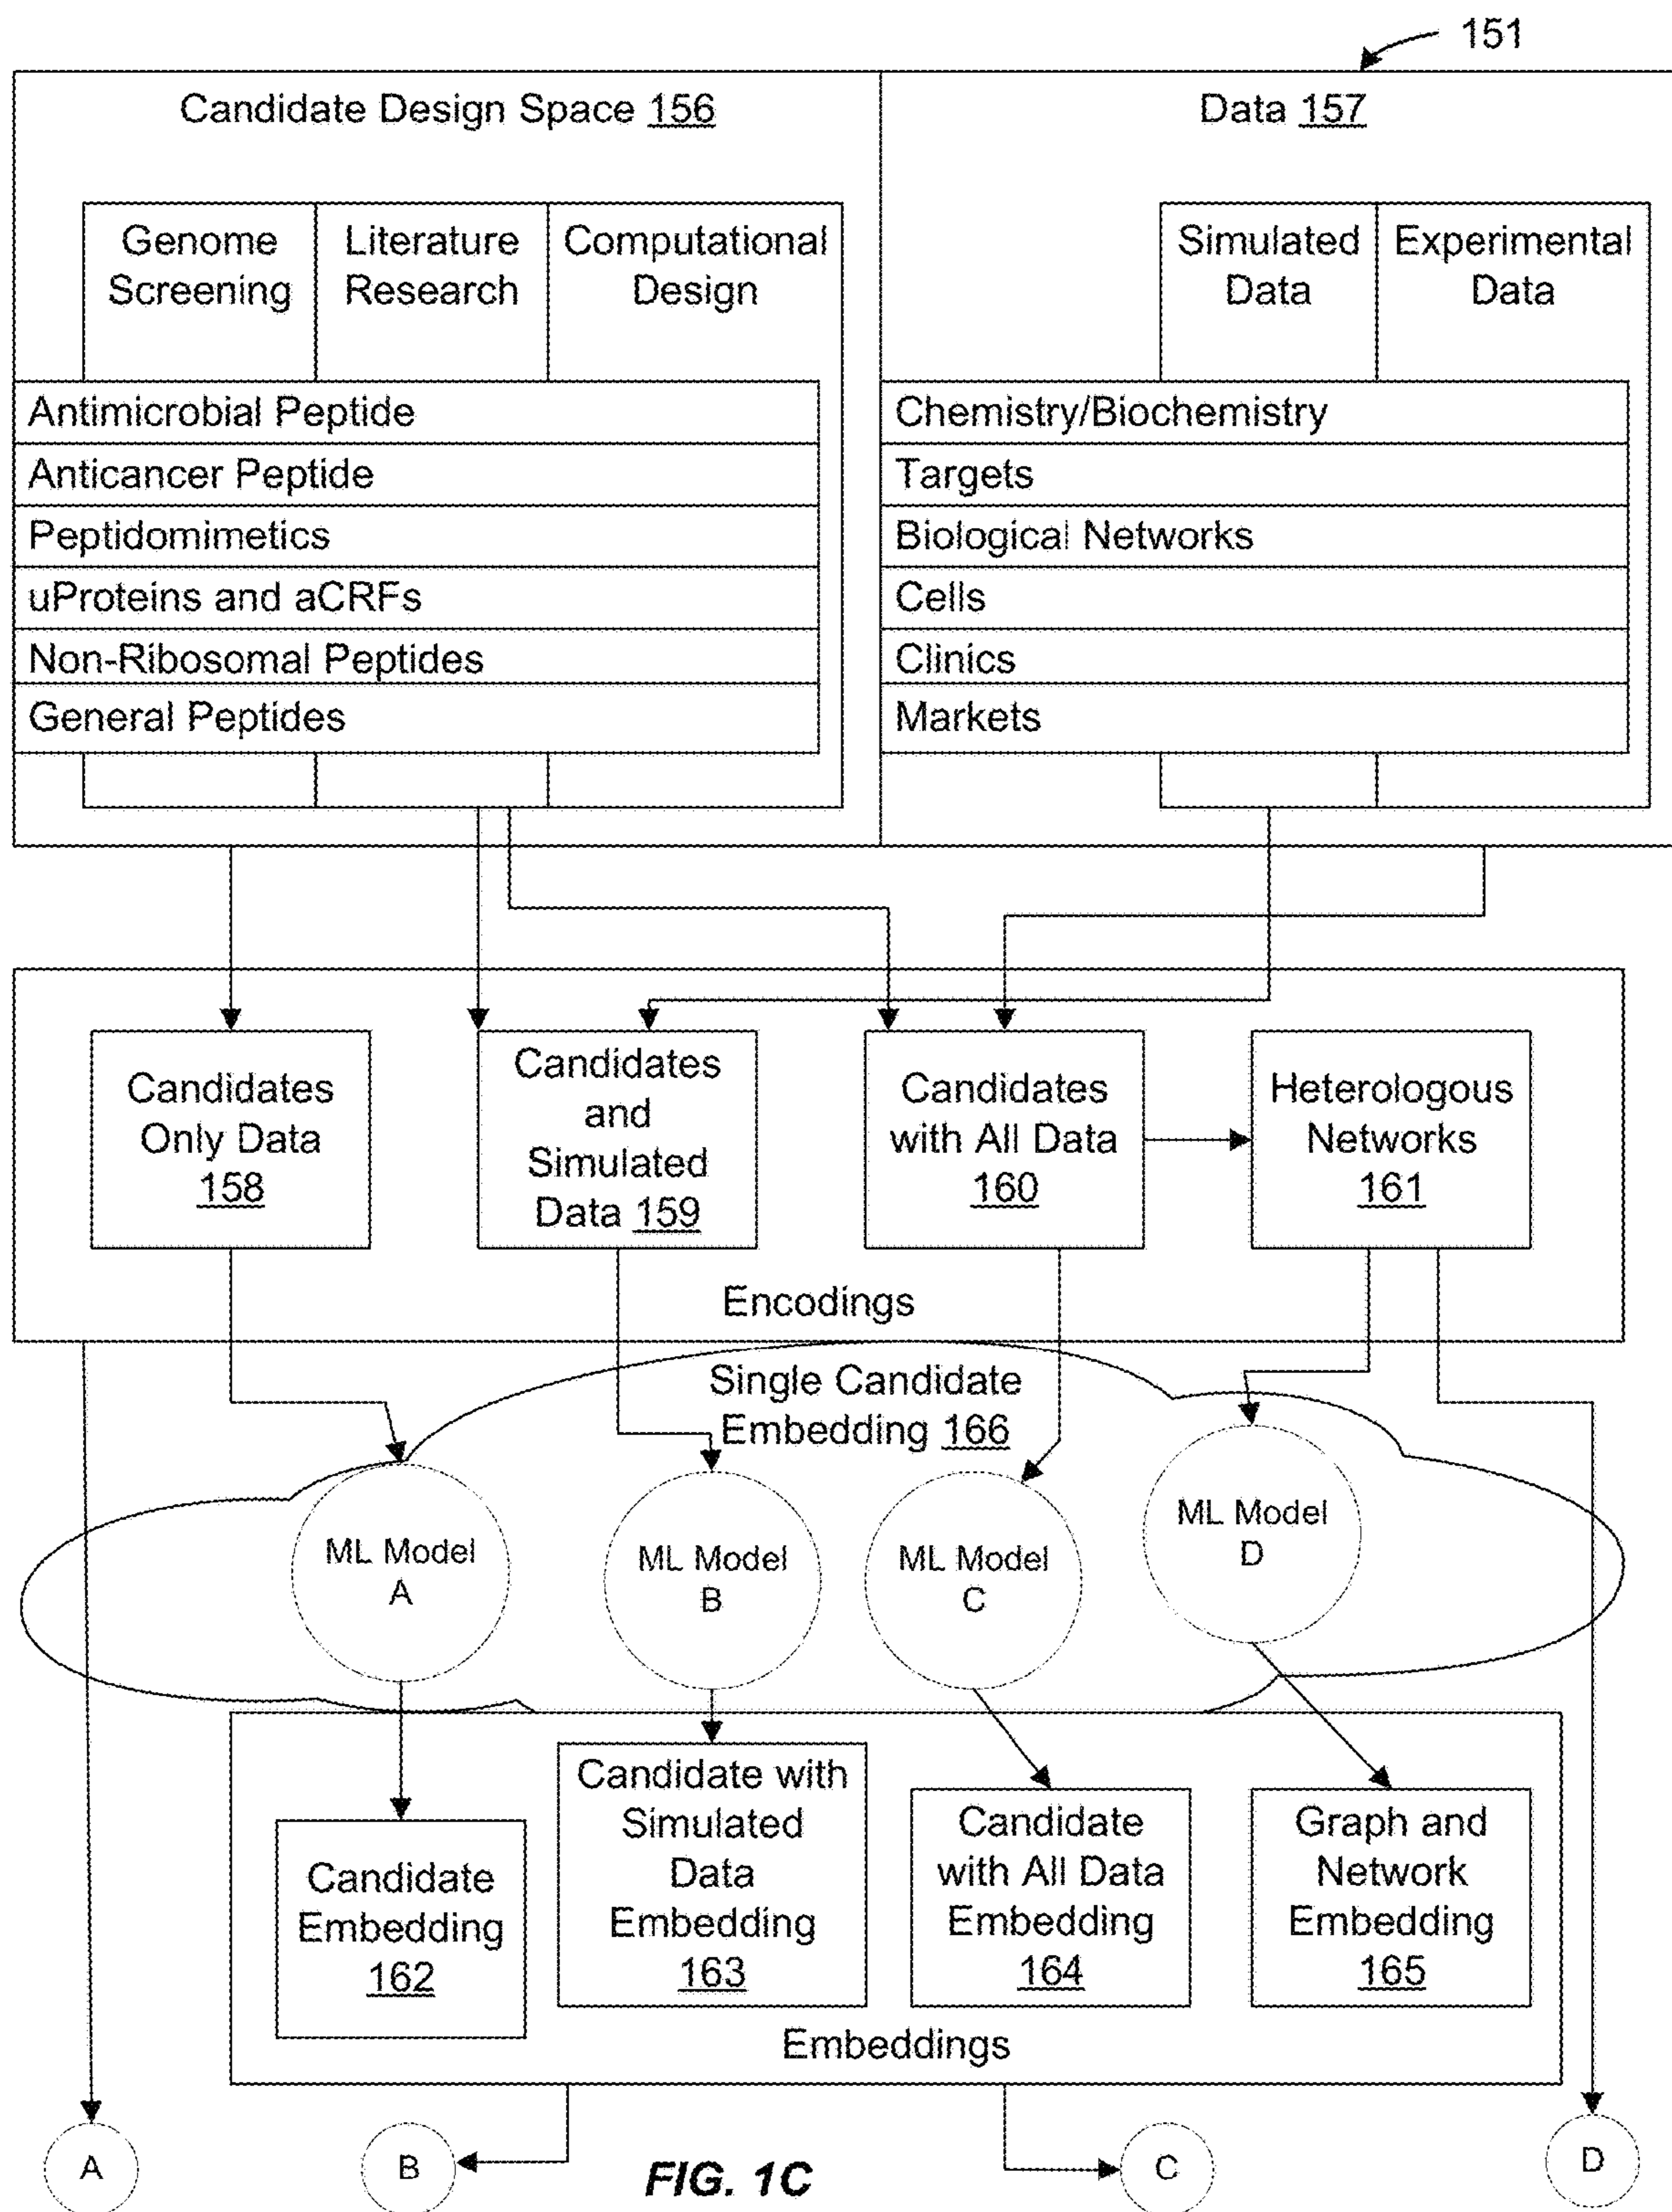 151
Candidate Design Space 156
Data 157
Genome
Screening
Literature
Research
Computational
Design
Simulated
Data
Experimental
Data
Antimicrobial Peptide
Anticancer Peptide
Peptidomimetics
uProteins and aCRFs
Non-Ribosomal Peptides
General Peptides
Chemistry/Biochemistry
Targets
Biological Networks
Cells
Clinics
Markets
Candidates
Only Data
158
Candidates
and
Simulated
Data 159
Candidates
with All Data
160
Heterologous
Networks
161
Encodings
Single Candidate
Embedding 166
ML Model
A
ML Model
B
ML Model
C
ML Model
D
Candidate
Embedding
162
Candidate with
Simulated
Data
Embedding
163
Candidate
with All Data
Embedding
164
Graph and
Network
Embedding
165
Embeddings
A
B
FIG. 1C
C
D